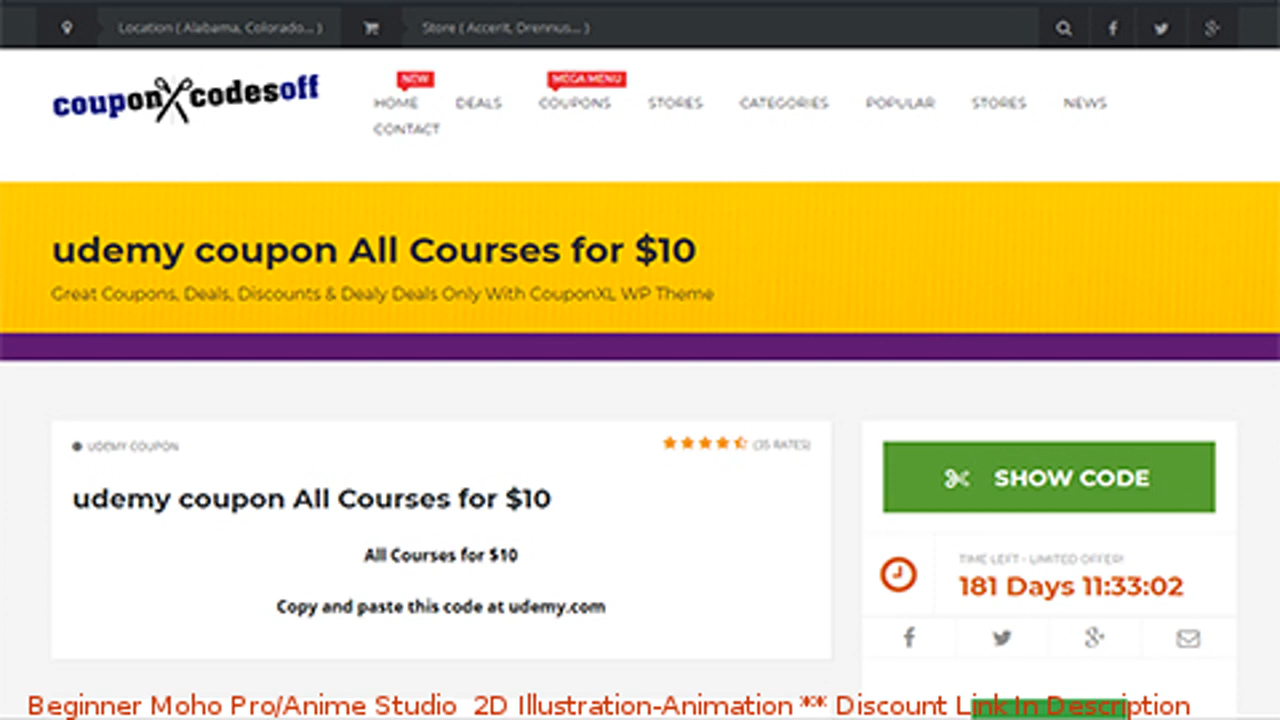 Location ( Alabama, Colorado... )
Store ( Accent, Drennus... )
couponXcodesoff
NEW
MEGA MENU
HOME DEALS COUPONS STORES CATEGORIES POPULAR STORES NEWS
CONTACT
udemy coupon All Courses for $10
Great Coupons, Deals, Discounts & Dealy Deals Only With CouponXL WP Theme
UDEMY COUPON
(35 RATES)
udemy coupon All Courses for $10
All Courses for $10
Copy and paste this code at udemy.com
SHOW CODE
TIME LEFT - LIMITED OFFER!
181 Days 11:33:02
Beginner Moho Pro/Anime Studio 2D Illustration-Animation ** Discount Link In Description